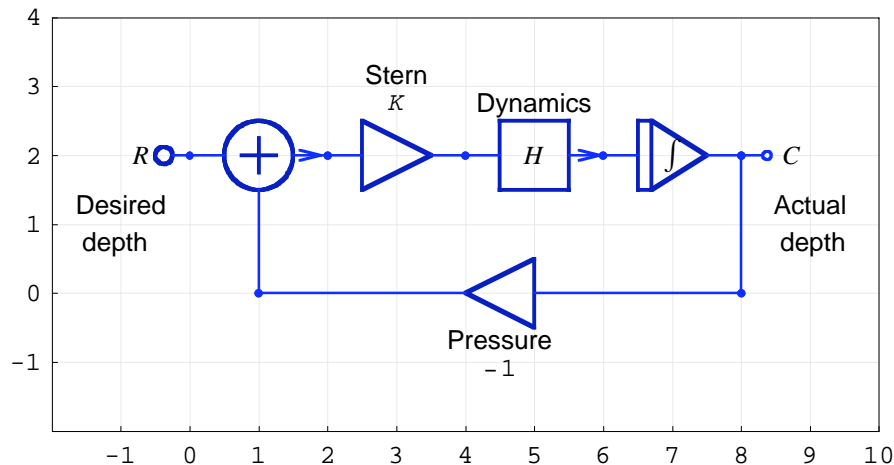 4
3
Stern
K
Dynamics
2
R
+
H
∫
C
Desired
depth
Actual
depth
1
0
Pressure
-1
-1
-1 0 1 2 3 4 5 6 7 8 9 10